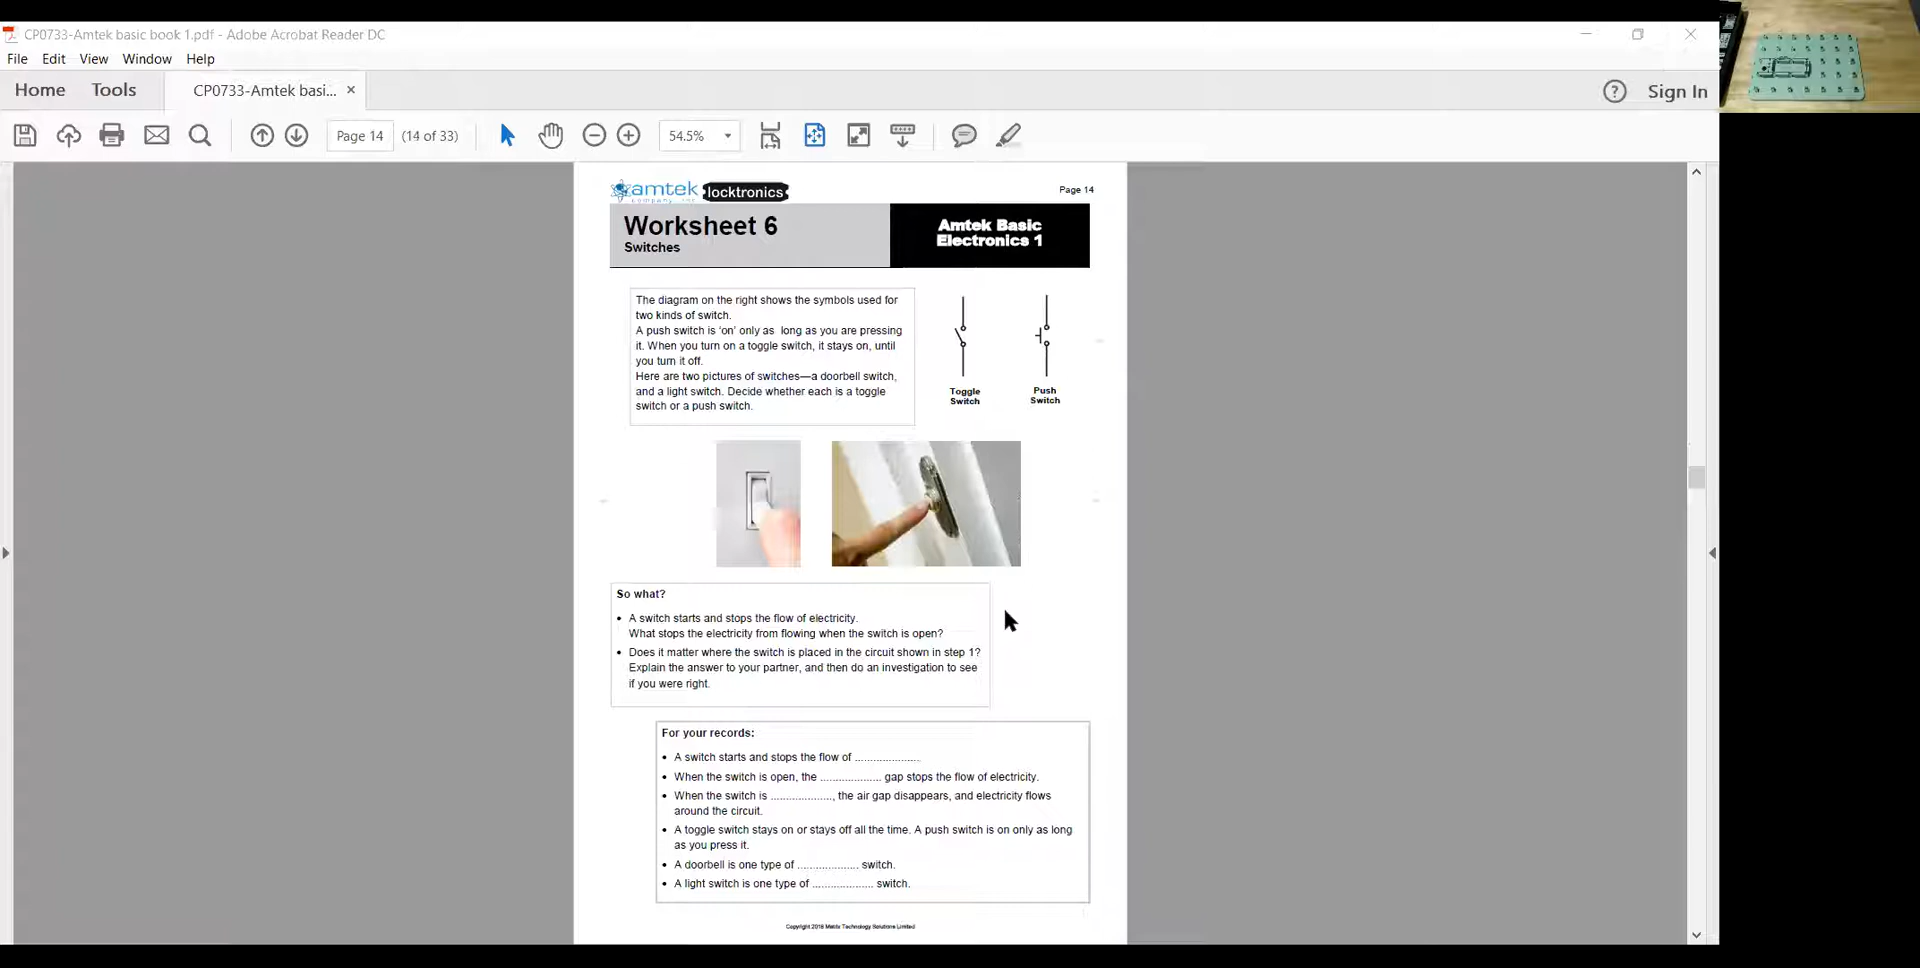 CP0733-Amtek basic book 1.pdf - Adobe Acrobat Reader DC
File Edit View Window Help
Home Tools CP0733-Amtek basi... × ? Sign In
Page 14 (14 of 33) 54.5%
amtek locktronics Page 14
company, inc
Worksheet 6
Switches
Amtek Basic
Electronics 1
The diagram on the right shows the symbols used for
two kinds of switch.
A push switch is ‘on’ only as long as you are pressing
it. When you turn on a toggle switch, it stays on, until
you turn it off.
Here are two pictures of switches—a doorbell switch,
and a light switch. Decide whether each is a toggle
switch or a push switch.
Toggle
Switch
Push
Switch
So what?
• A switch starts and stops the flow of electricity.
What stops the electricity from flowing when the switch is open?
• Does it matter where the switch is placed in the circuit shown in step 1?
Explain the answer to your partner, and then do an investigation to see
if you were right.
For your records:
• A switch starts and stops the flow of .....................
• When the switch is open, the .................... gap stops the flow of electricity.
• When the switch is ...................., the air gap disappears, and electricity flows
around the circuit.
• A toggle switch stays on or stays off all the time. A push switch is on only as long
as you press it.
• A doorbell is one type of .................... switch.
• A light switch is one type of .................... switch.
Copyright 2018 Matrix Technology Solutions Limited